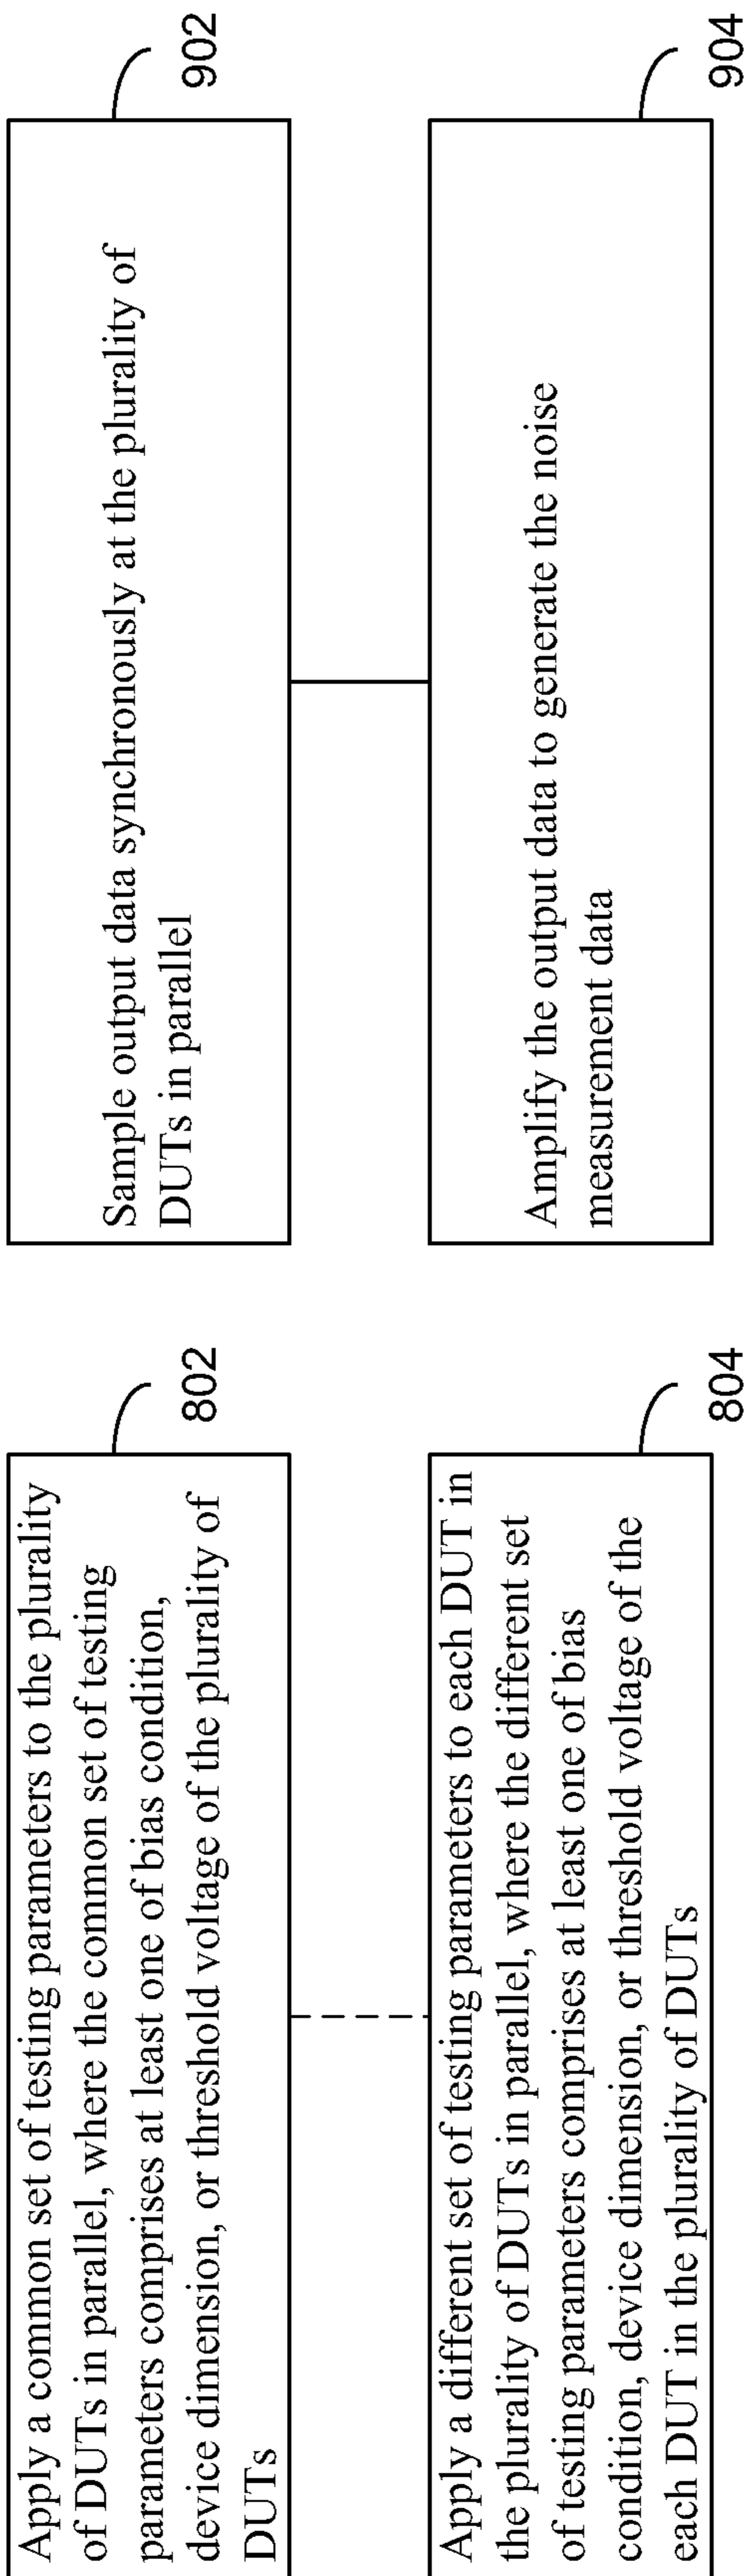 Apply a common set of testing parameters to the plurality
of DUTs in parallel, where the common set of testing
parameters comprises at least one of bias condition,
device dimension, or threshold voltage of the plurality of
DUTs
802
Apply a different set of testing parameters to each DUT in
the plurality of DUTs in parallel, where the different set
of testing parameters comprises at least one of bias
condition, device dimension, or threshold voltage of the
each DUT in the plurality of DUTs
804
Sample output data synchronously at the plurality of
DUTs in parallel
902
Amplify the output data to generate the noise
measurement data
904